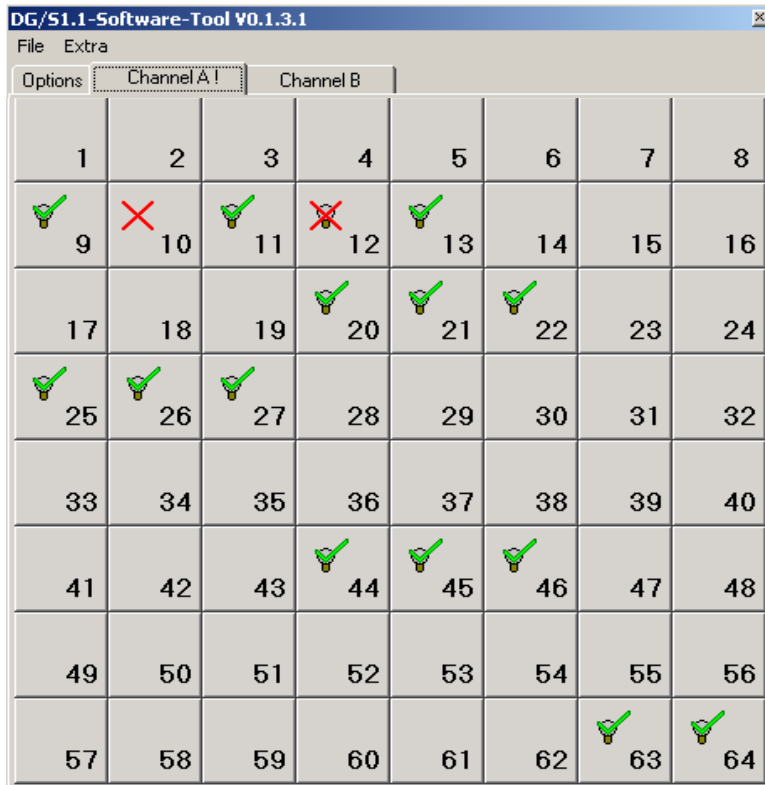 DG/S1.1-Software-Tool V0.1.3.1
File Extra
Options Channel A ! Channel B
1 2 3 4 5 6 7 8
9 10 11 12 13 14 15 16
17 18 19 20 21 22 23 24
25 26 27 28 29 30 31 32
33 34 35 36 37 38 39 40
41 42 43 44 45 46 47 48
49 50 51 52 53 54 55 56
57 58 59 60 61 62 63 64